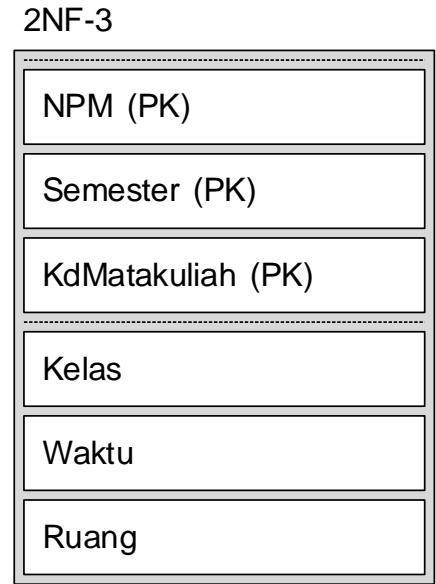 2NF-3
NPM (PK)
Semester (PK)
KdMatakuliah (PK)
Kelas
Waktu
Ruang